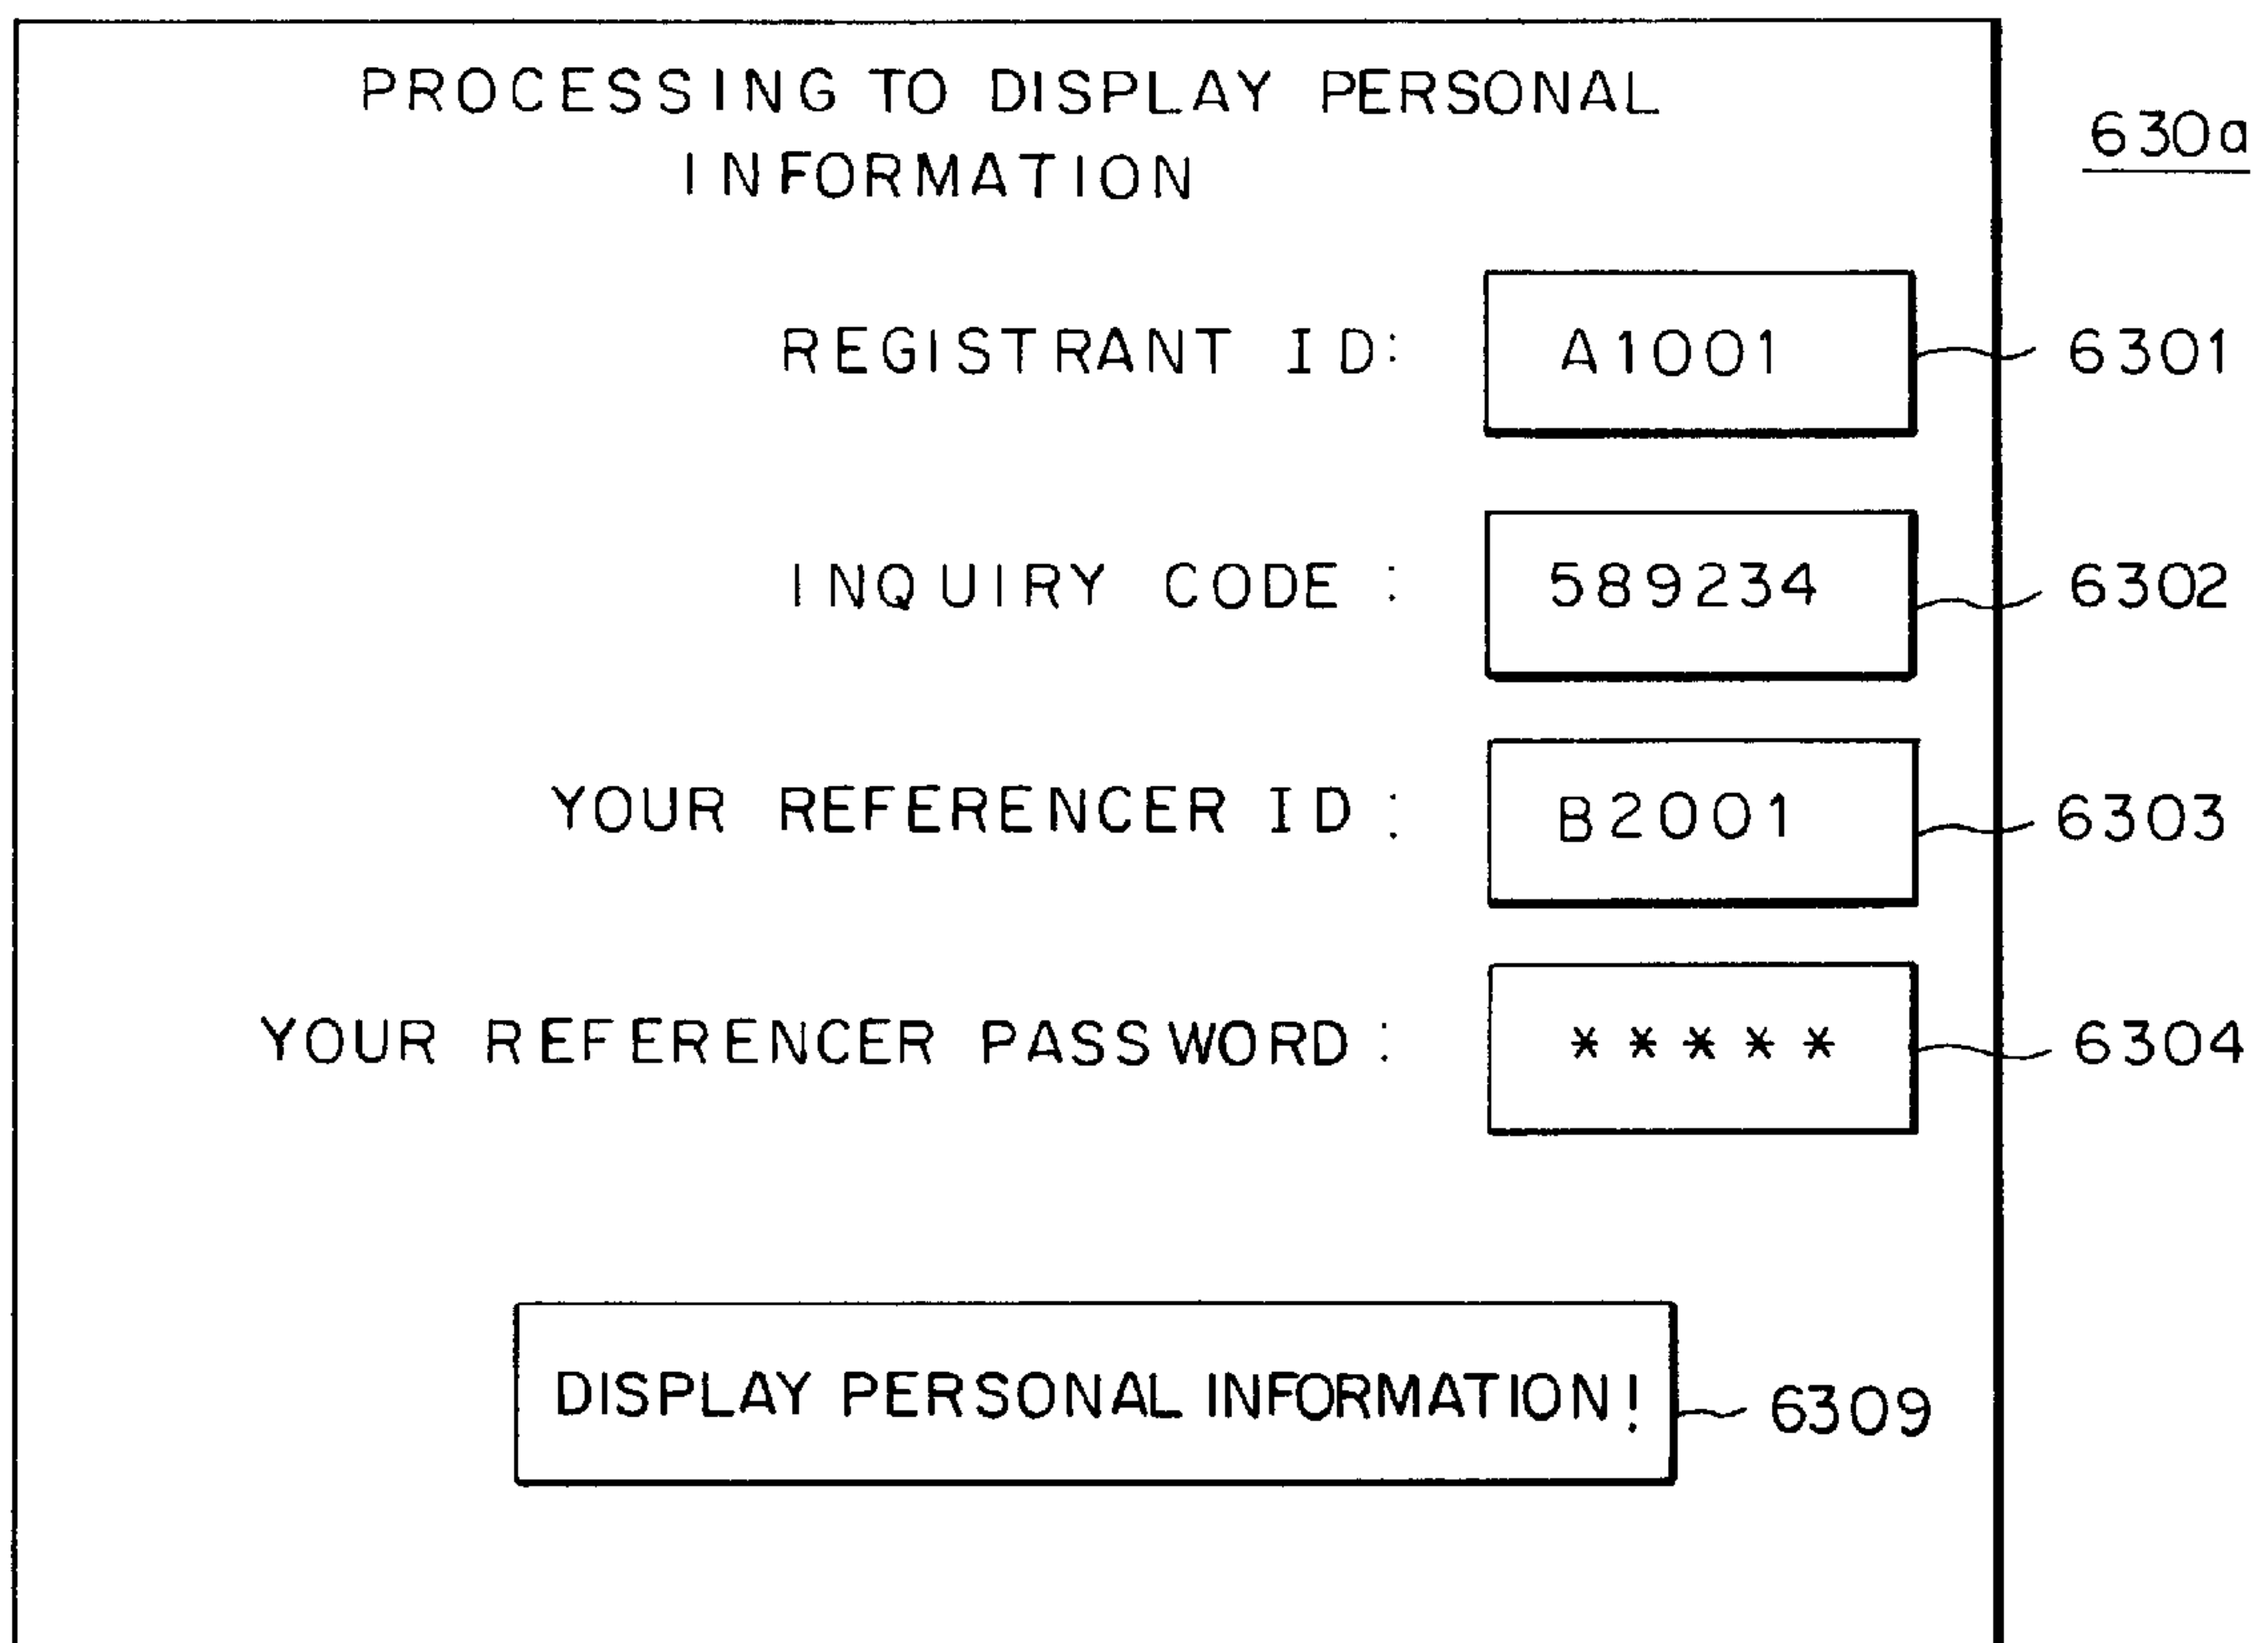 PROCESSING TO DISPLAY PERSONAL
INFORMATION
630a
REGISTRANT ID: A1001 6301
INQUIRY CODE : 589234 6302
YOUR REFERENCER ID : B2001 6303
YOUR REFERENCER PASSWORD : ***** 6304
DISPLAY PERSONAL INFORMATION! 6309